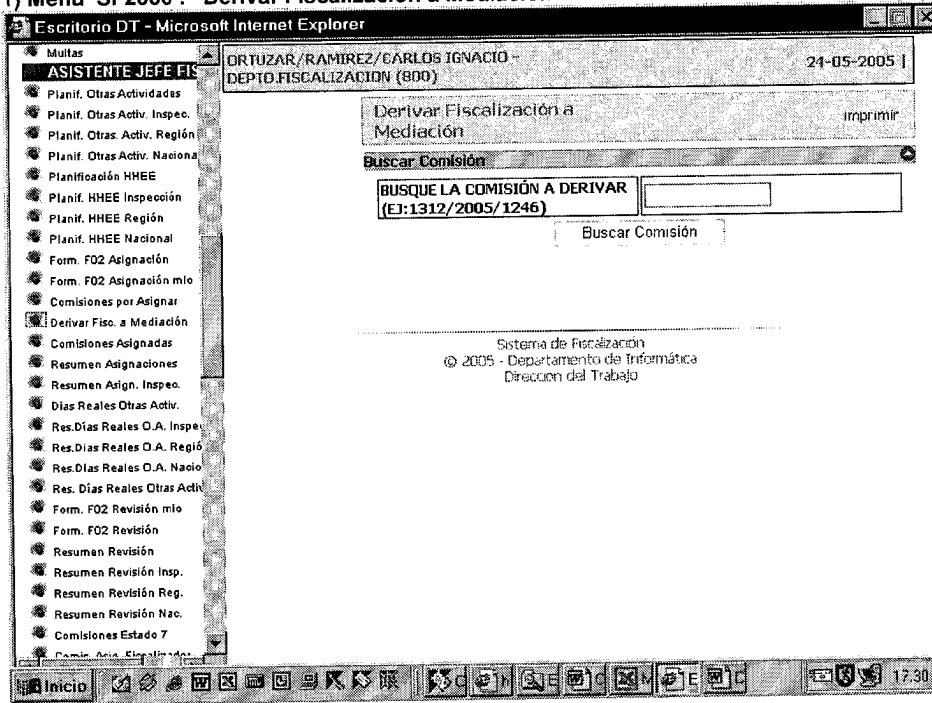 Escritorio DT - Microsoft Internet Explorer
Multas
ASISTENTE JEFE FIS
Planif. Otras Actividades
Planif. Otras Activ. Inspec.
Planif. Otras. Activ. Región
Planif. Otras Activ. Naciona
Planificación HHEE
Planif. HHEE Inspección
Planif. HHEE Región
Planif. HHEE Nacional
Form. F02 Asignación
Form. F02 Asignación mlo
Comisiones por Asignar
Derivar Fisc. a Mediación
Comisiones Asignadas
Resumen Asignaciones
Resumen Asign. Inspec.
Dias Reales Otras Activ.
Res.Días Reales O.A. Inspe
Res.Días Reales O.A. Regió
Res.Días Reales O.A. Nacio
Res. Días Reales Otras Activ
Form. F02 Revisión mlo
Form. F02 Revisión
Resumen Revisión
Resumen Revisión Insp.
Resumen Revisión Reg.
Resumen Revisión Nac.
Comisiones Estado 7
ORTUZAR/RAMIREZ/CARLOS IGNACIO -
DEPTO.FISCALIZACION (800)
24-05-2005 |
Derivar Fiscalización a
Mediación
imprimir
Buscar Comisión
BUSQUE LA COMISIÓN A DERIVAR
(EJ:1312/2005/1246)
Buscar Comisión
Sistema de Fiscalización
© 2005 - Departamento de Informática
Direccion del Trabajo
Inicio
17:30